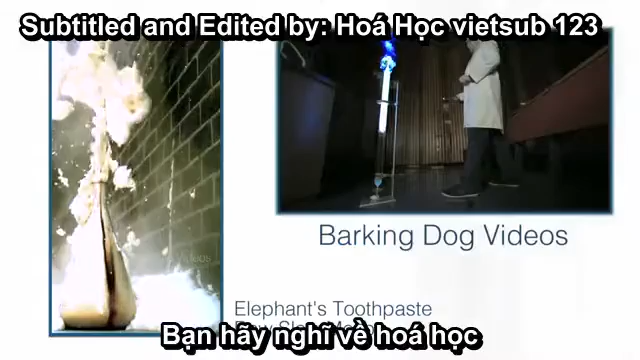 Subtitled and Edited by: Hoá Học vietsub 123
Barking Dog Videos
Elephant's Toothpaste
Bạn hãy nghĩ về hoá học